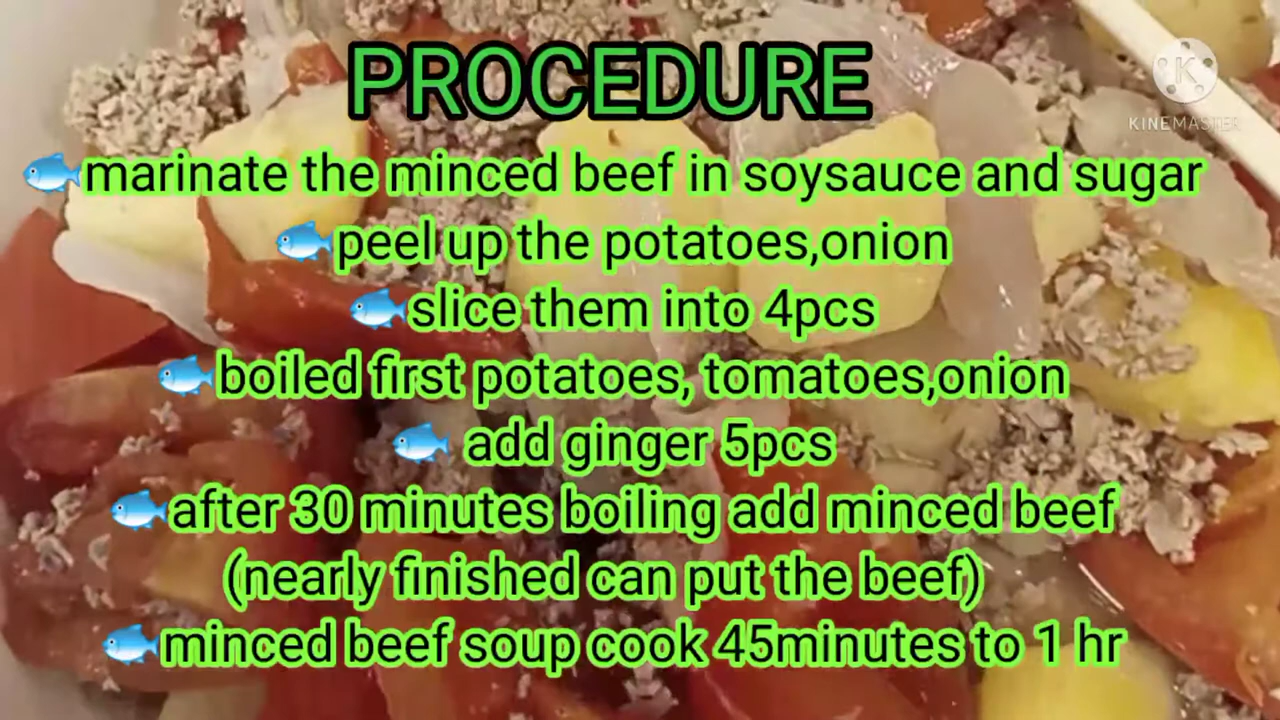 PROCEDURE
KINEMASTER
🐟marinate the minced beef in soysauce and sugar
🐟peel up the potatoes,onion
🐟slice them into 4pcs
🐟boiled first potatoes, tomatoes,onion
🐟 add ginger 5pcs
🐟after 30 minutes boiling add minced beef
(nearly finished can put the beef)
🐟minced beef soup cook 45minutes to 1 hr